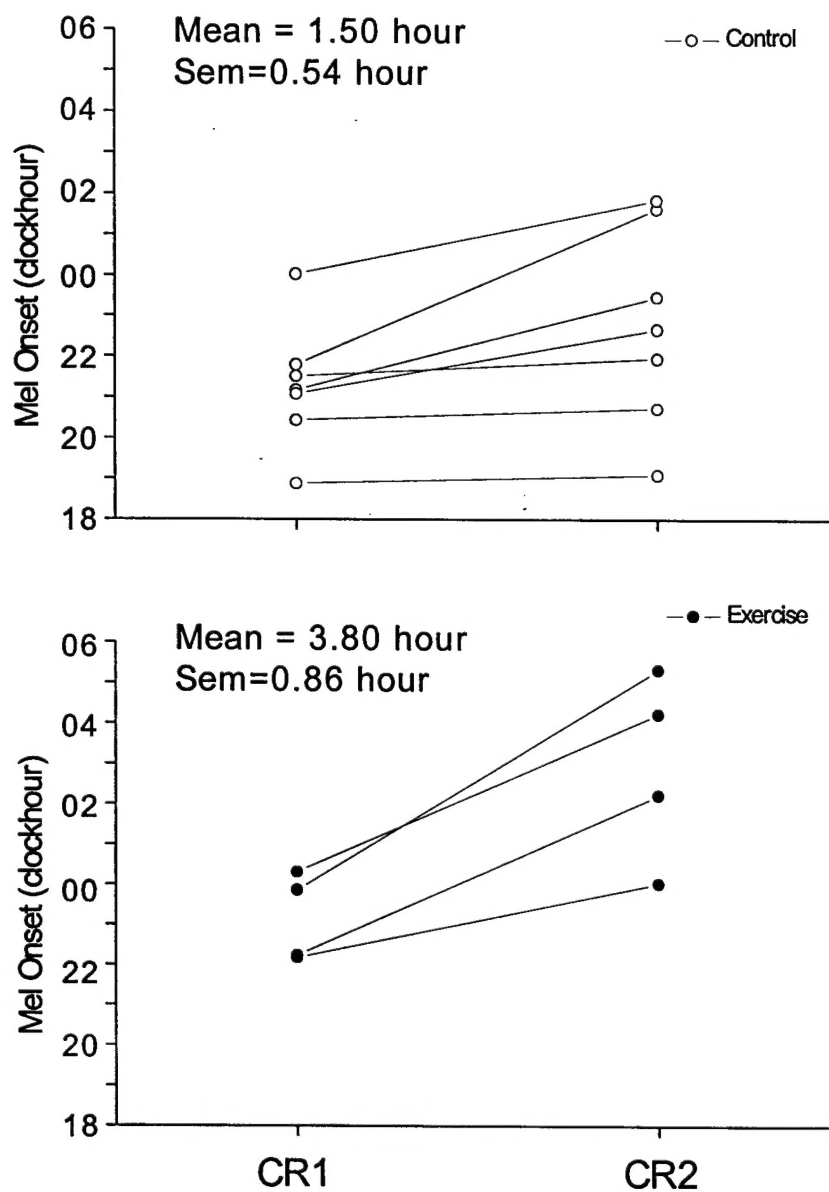 Mean = 1.50 hour
Sem=0.54 hour
Control
Mel Onset (clockhour)
06
04
02
00
22
20
18
Mean = 3.80 hour
Sem=0.86 hour
Exercise
Mel Onset (clockhour)
06
04
02
00
22
20
18
CR1
CR2